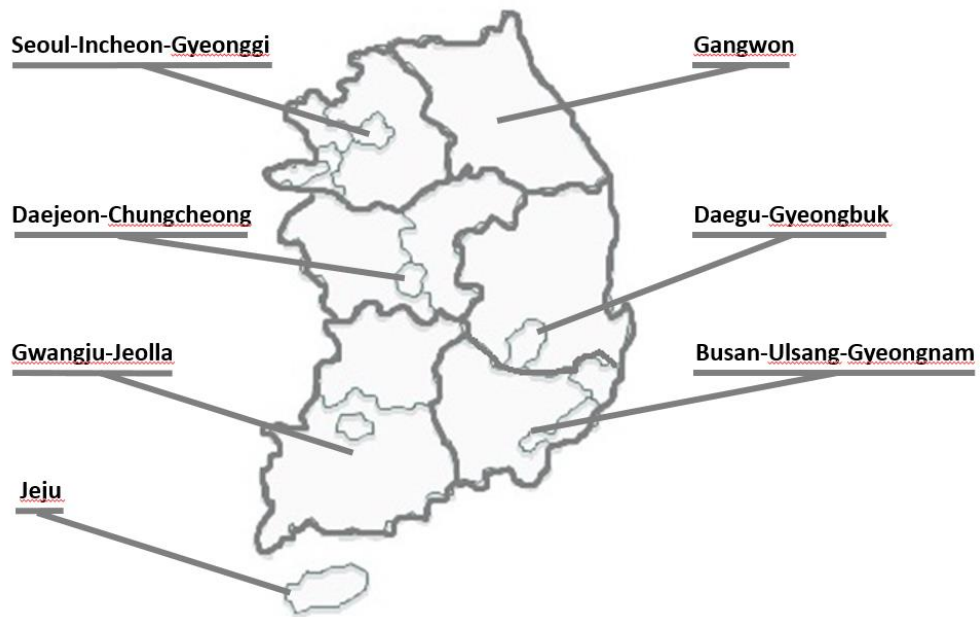 Seoul-Incheon-Gyeonggi
Gangwon
Daejeon-Chungcheong
Daegu-Gyeongbuk
Gwangju-Jeolla
Busan-Ulsang-Gyeongnam
Jeju